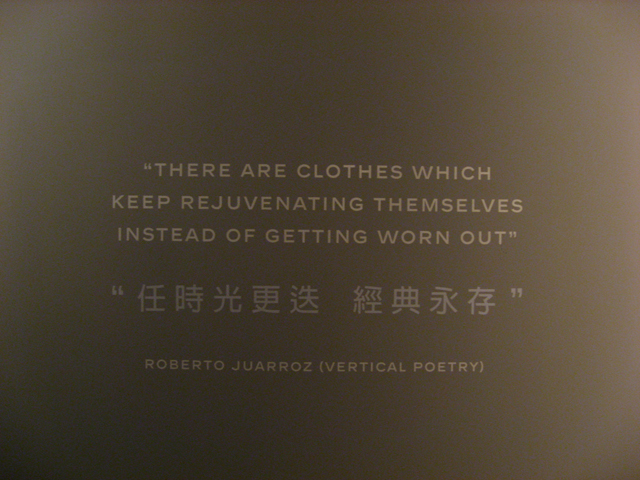 “THERE ARE CLOTHES WHICH
KEEP REJUVENATING THEMSELVES
INSTEAD OF GETTING WORN OUT”
“任時光更迭 經典永存”
ROBERTO JUARROZ (VERTICAL POETRY)